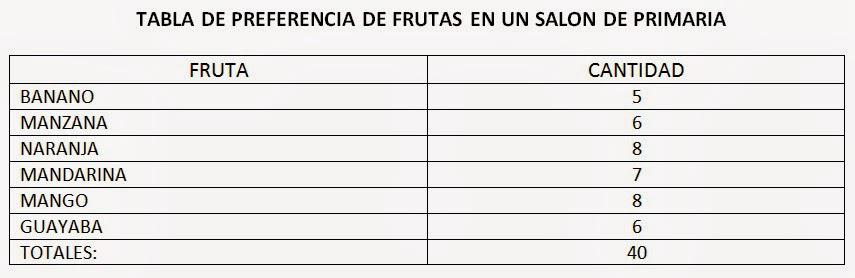 TABLA DE PREFERENCIA DE FRUTAS EN UN SALON DE PRIMARIA
FRUTA CANTIDAD
BANANO 5
MANZANA 6
NARANJA 8
MANDARINA 7
MANGO 8
GUAYABA 6
TOTALES: 40